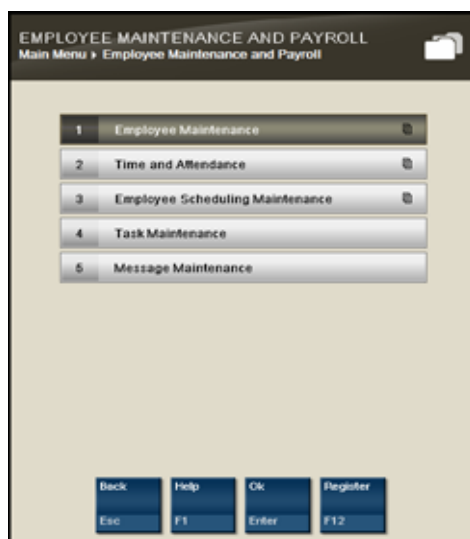 EMPLOYEE MAINTENANCE AND PAYROLL
Main Menu › Employee Maintenance and Payroll
1 Employee Maintenance
2 Time and Attendance
3 Employee Scheduling Maintenance
4 Task Maintenance
5 Message Maintenance
Back Help Ok Register
Esc F1 Enter F12